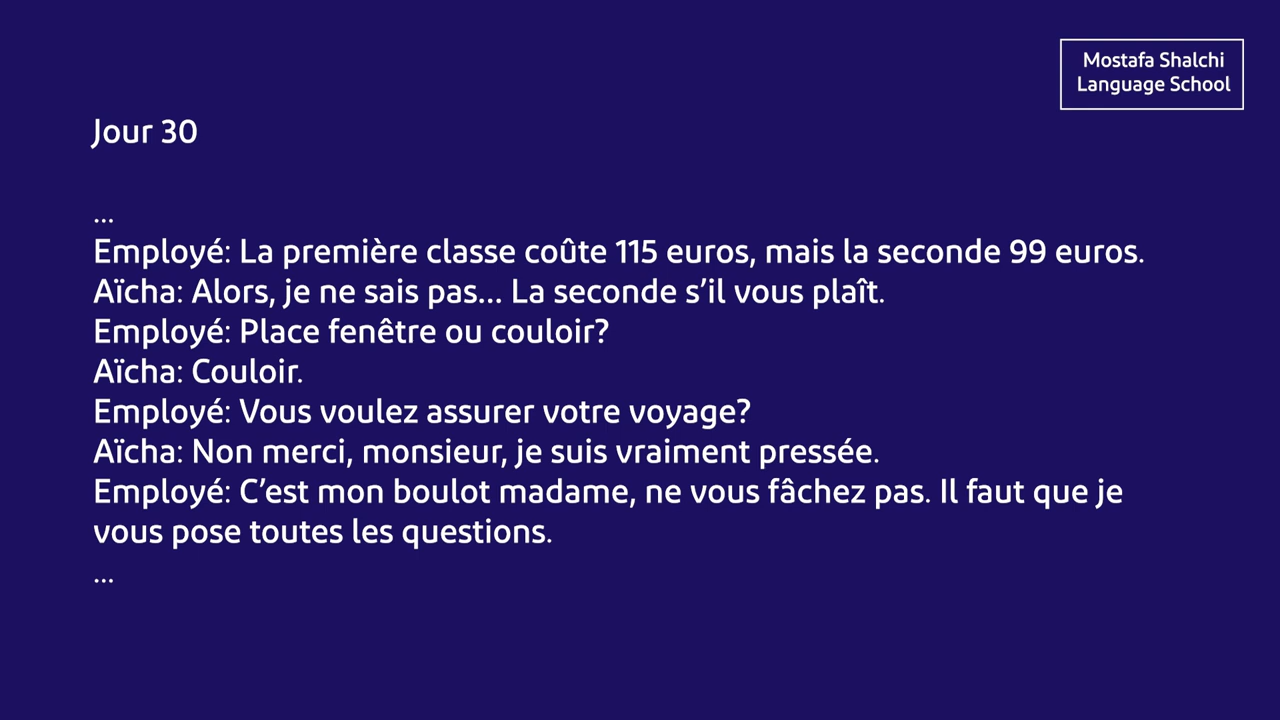 Mostafa Shalchi
Language School
Jour 30
...
Employé: La première classe coûte 115 euros, mais la seconde 99 euros.
Aïcha: Alors, je ne sais pas... La seconde s’il vous plaît.
Employé: Place fenêtre ou couloir?
Aïcha: Couloir.
Employé: Vous voulez assurer votre voyage?
Aïcha: Non merci, monsieur, je suis vraiment pressée.
Employé: C’est mon boulot madame, ne vous fâchez pas. Il faut que je
vous pose toutes les questions.
...